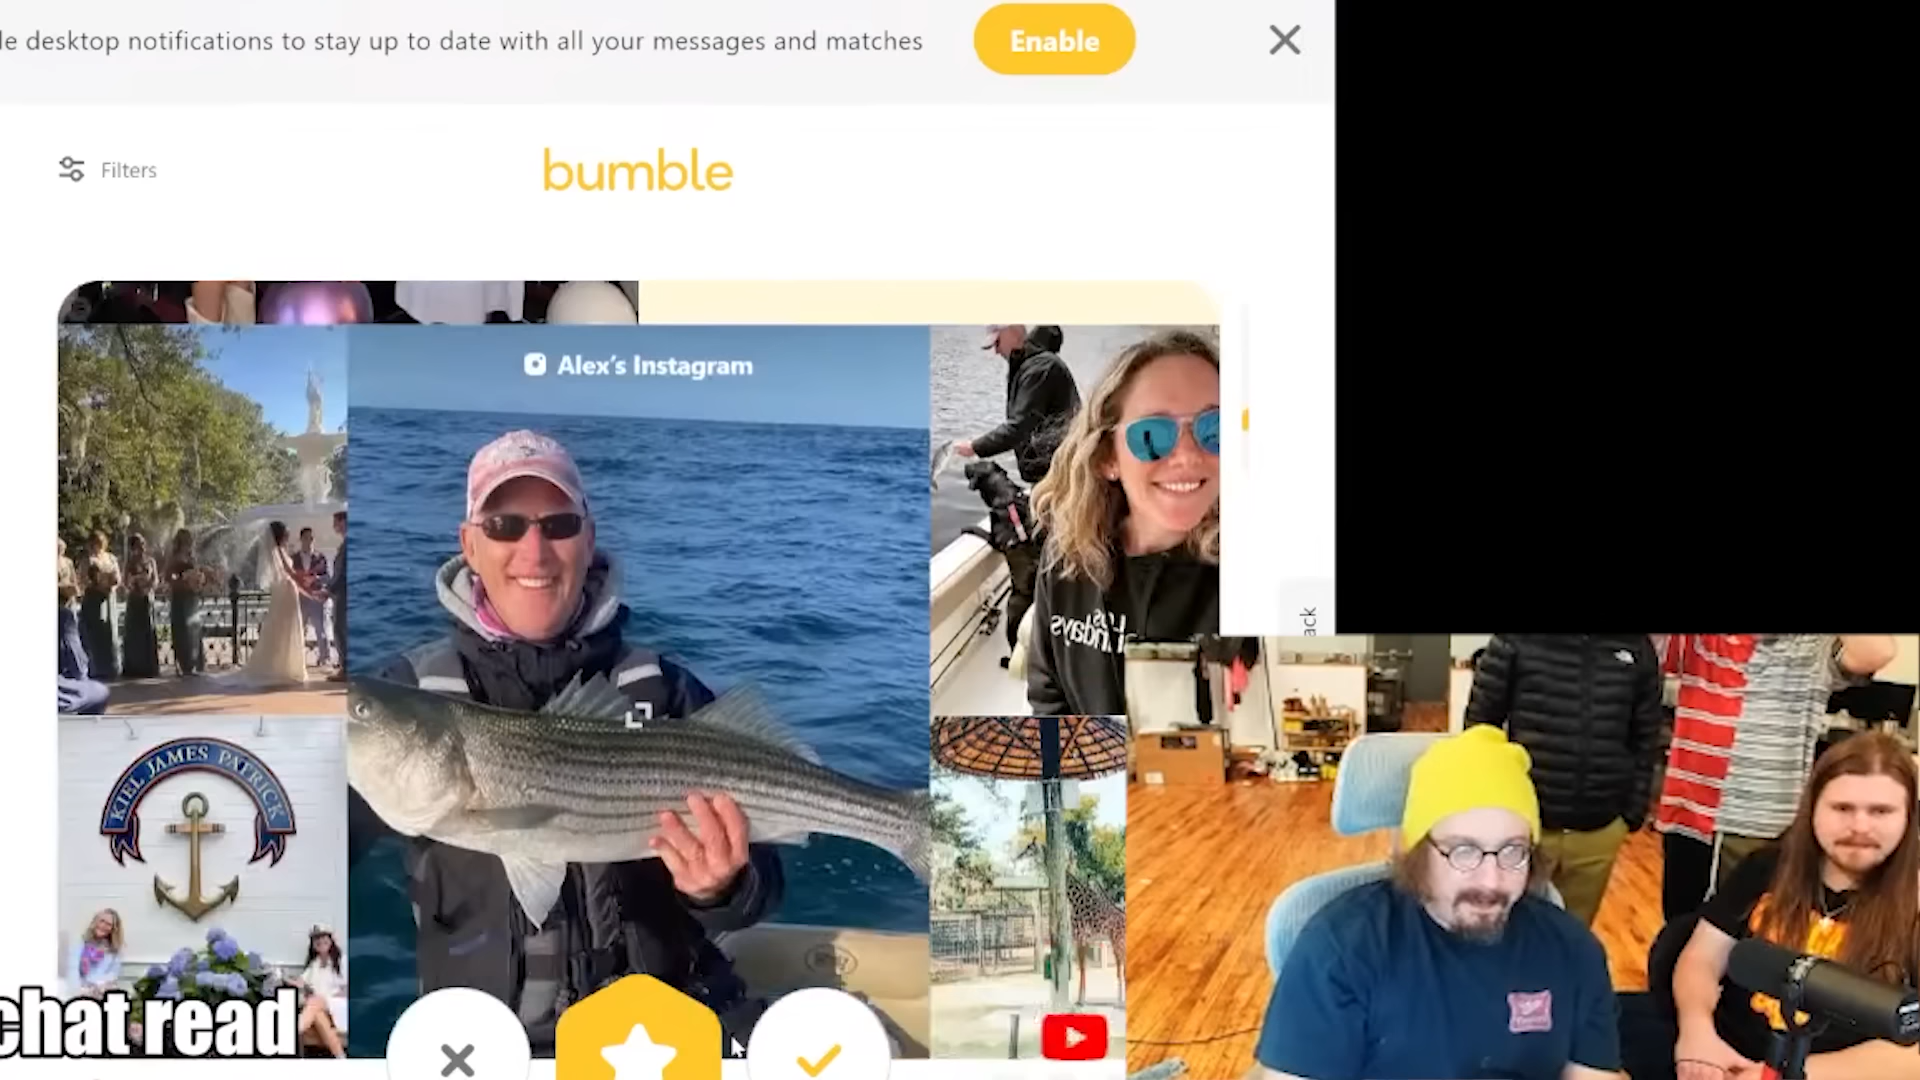 le desktop notifications to stay up to date with all your messages and matches
Enable
Filters
bumble
Alex's Instagram
KIEL JAMES PATRICK
ack
chat read